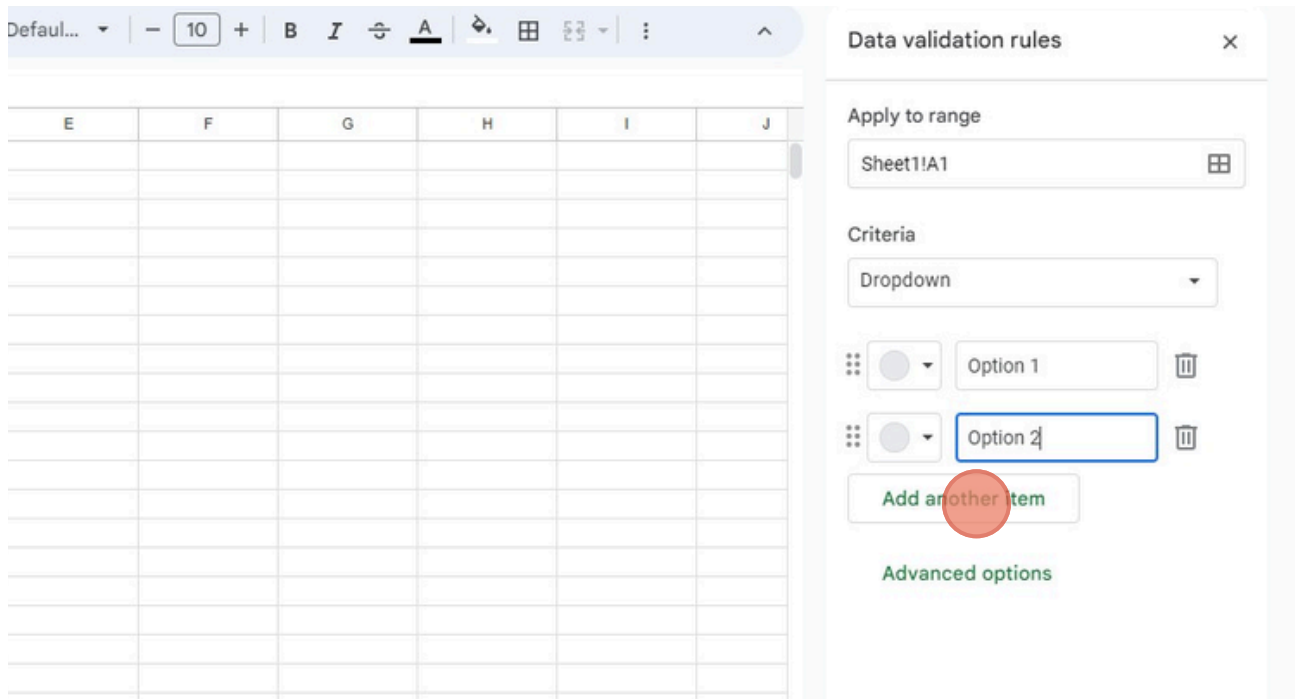 Defaul... 10 B I S A
Data validation rules
E F G H I J
Apply to range
Sheet1!A1
Criteria
Dropdown
Option 1
Option 2
Add another item
Advanced options